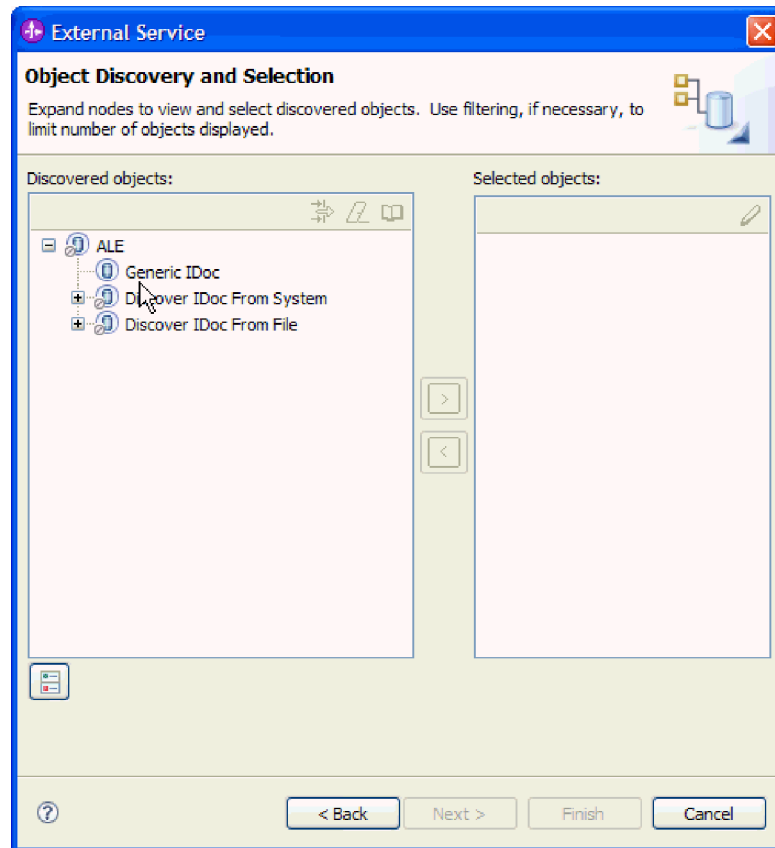 External Service
Object Discovery and Selection
Expand nodes to view and select discovered objects. Use filtering, if necessary, to
limit number of objects displayed.
Discovered objects:
Selected objects:
ALE
Generic IDoc
Discover IDoc From System
Discover IDoc From File
>
<
?
< Back
Next >
Finish
Cancel